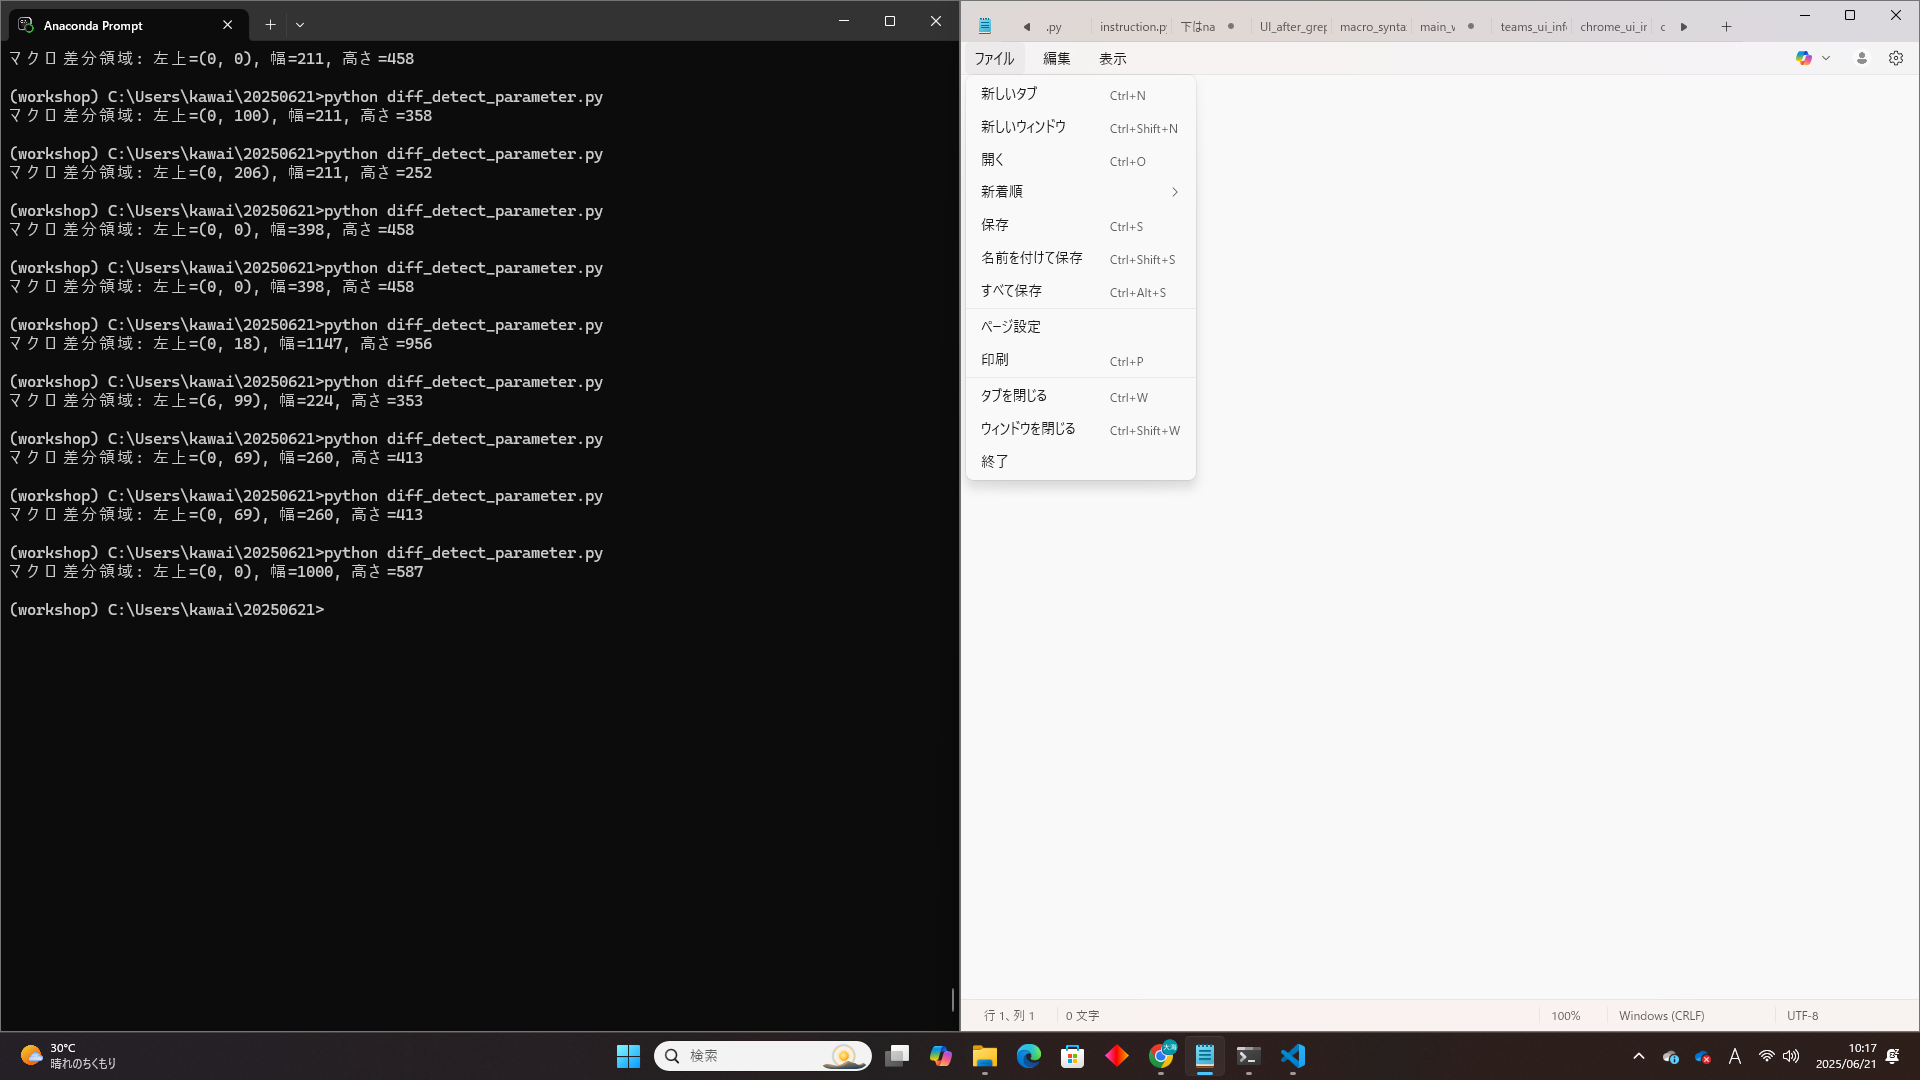 Anaconda Prompt
マクロ差分領域: 左上=(0, 0), 幅=211, 高さ=458
(workshop) C:\Users\kawai\20250621>python diff_detect_parameter.py
マクロ差分領域: 左上=(0, 100), 幅=211, 高さ=358
(workshop) C:\Users\kawai\20250621>python diff_detect_parameter.py
マクロ差分領域: 左上=(0, 206), 幅=211, 高さ=252
(workshop) C:\Users\kawai\20250621>python diff_detect_parameter.py
マクロ差分領域: 左上=(0, 0), 幅=398, 高さ=458
(workshop) C:\Users\kawai\20250621>python diff_detect_parameter.py
マクロ差分領域: 左上=(0, 0), 幅=398, 高さ=458
(workshop) C:\Users\kawai\20250621>python diff_detect_parameter.py
マクロ差分領域: 左上=(0, 18), 幅=1147, 高さ=956
(workshop) C:\Users\kawai\20250621>python diff_detect_parameter.py
マクロ差分領域: 左上=(6, 99), 幅=224, 高さ=353
(workshop) C:\Users\kawai\20250621>python diff_detect_parameter.py
マクロ差分領域: 左上=(0, 69), 幅=260, 高さ=413
(workshop) C:\Users\kawai\20250621>python diff_detect_parameter.py
マクロ差分領域: 左上=(0, 69), 幅=260, 高さ=413
(workshop) C:\Users\kawai\20250621>python diff_detect_parameter.py
マクロ差分領域: 左上=(0, 0), 幅=1000, 高さ=587
(workshop) C:\Users\kawai\20250621>
.py instruction.py 下はna UI_after_grep macro_synta main_v teams_ui_info chrome_ui_in c
ファイル 編集 表示
新しいタブ Ctrl+N
新しいウィンドウ Ctrl+Shift+N
開く Ctrl+O
新着順
保存 Ctrl+S
名前を付けて保存 Ctrl+Shift+S
すべて保存 Ctrl+Alt+S
ページ設定
印刷 Ctrl+P
タブを閉じる Ctrl+W
ウィンドウを閉じる Ctrl+Shift+W
終了
行 1、列 1 0 文字 100% Windows (CRLF) UTF-8
30°C
晴れのちくもり
検索
大海
A
10:17
2025/06/21